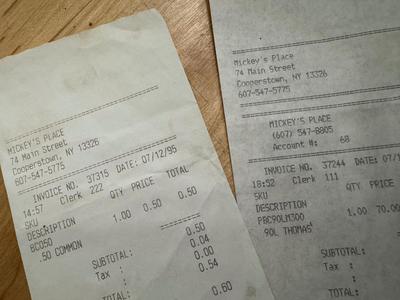 MICKEY'S PLACE
74 Main Street
Cooperstown, NY 13326
607-547-5775
INVOICE NO. 37315 DATE: 07/12/95
14:57 Clerk 222
SKU QTY PRICE TOTAL
DESCRIPTION
BC050 1.00 0.50 0.50
.50 COMMON
0.50
SUBTOTAL: 0.04
Tax : 0.00
: 0.54
TOTAL: 0.60
Mickey's Place
74 Main Street
Cooperstown, NY 13326
607-547-5775
MICKEY'S PLACE
(607) 547-8805
Account #: 68
INVOICE NO. 37244 DATE: 07/1
18:52 Clerk 111
SKU QTY PRICE
DESCRIPTION
PBC90LM300 1.00 70.00
90L THOMAS
SUBTOTAL:
Tax :
:
TOTAL: